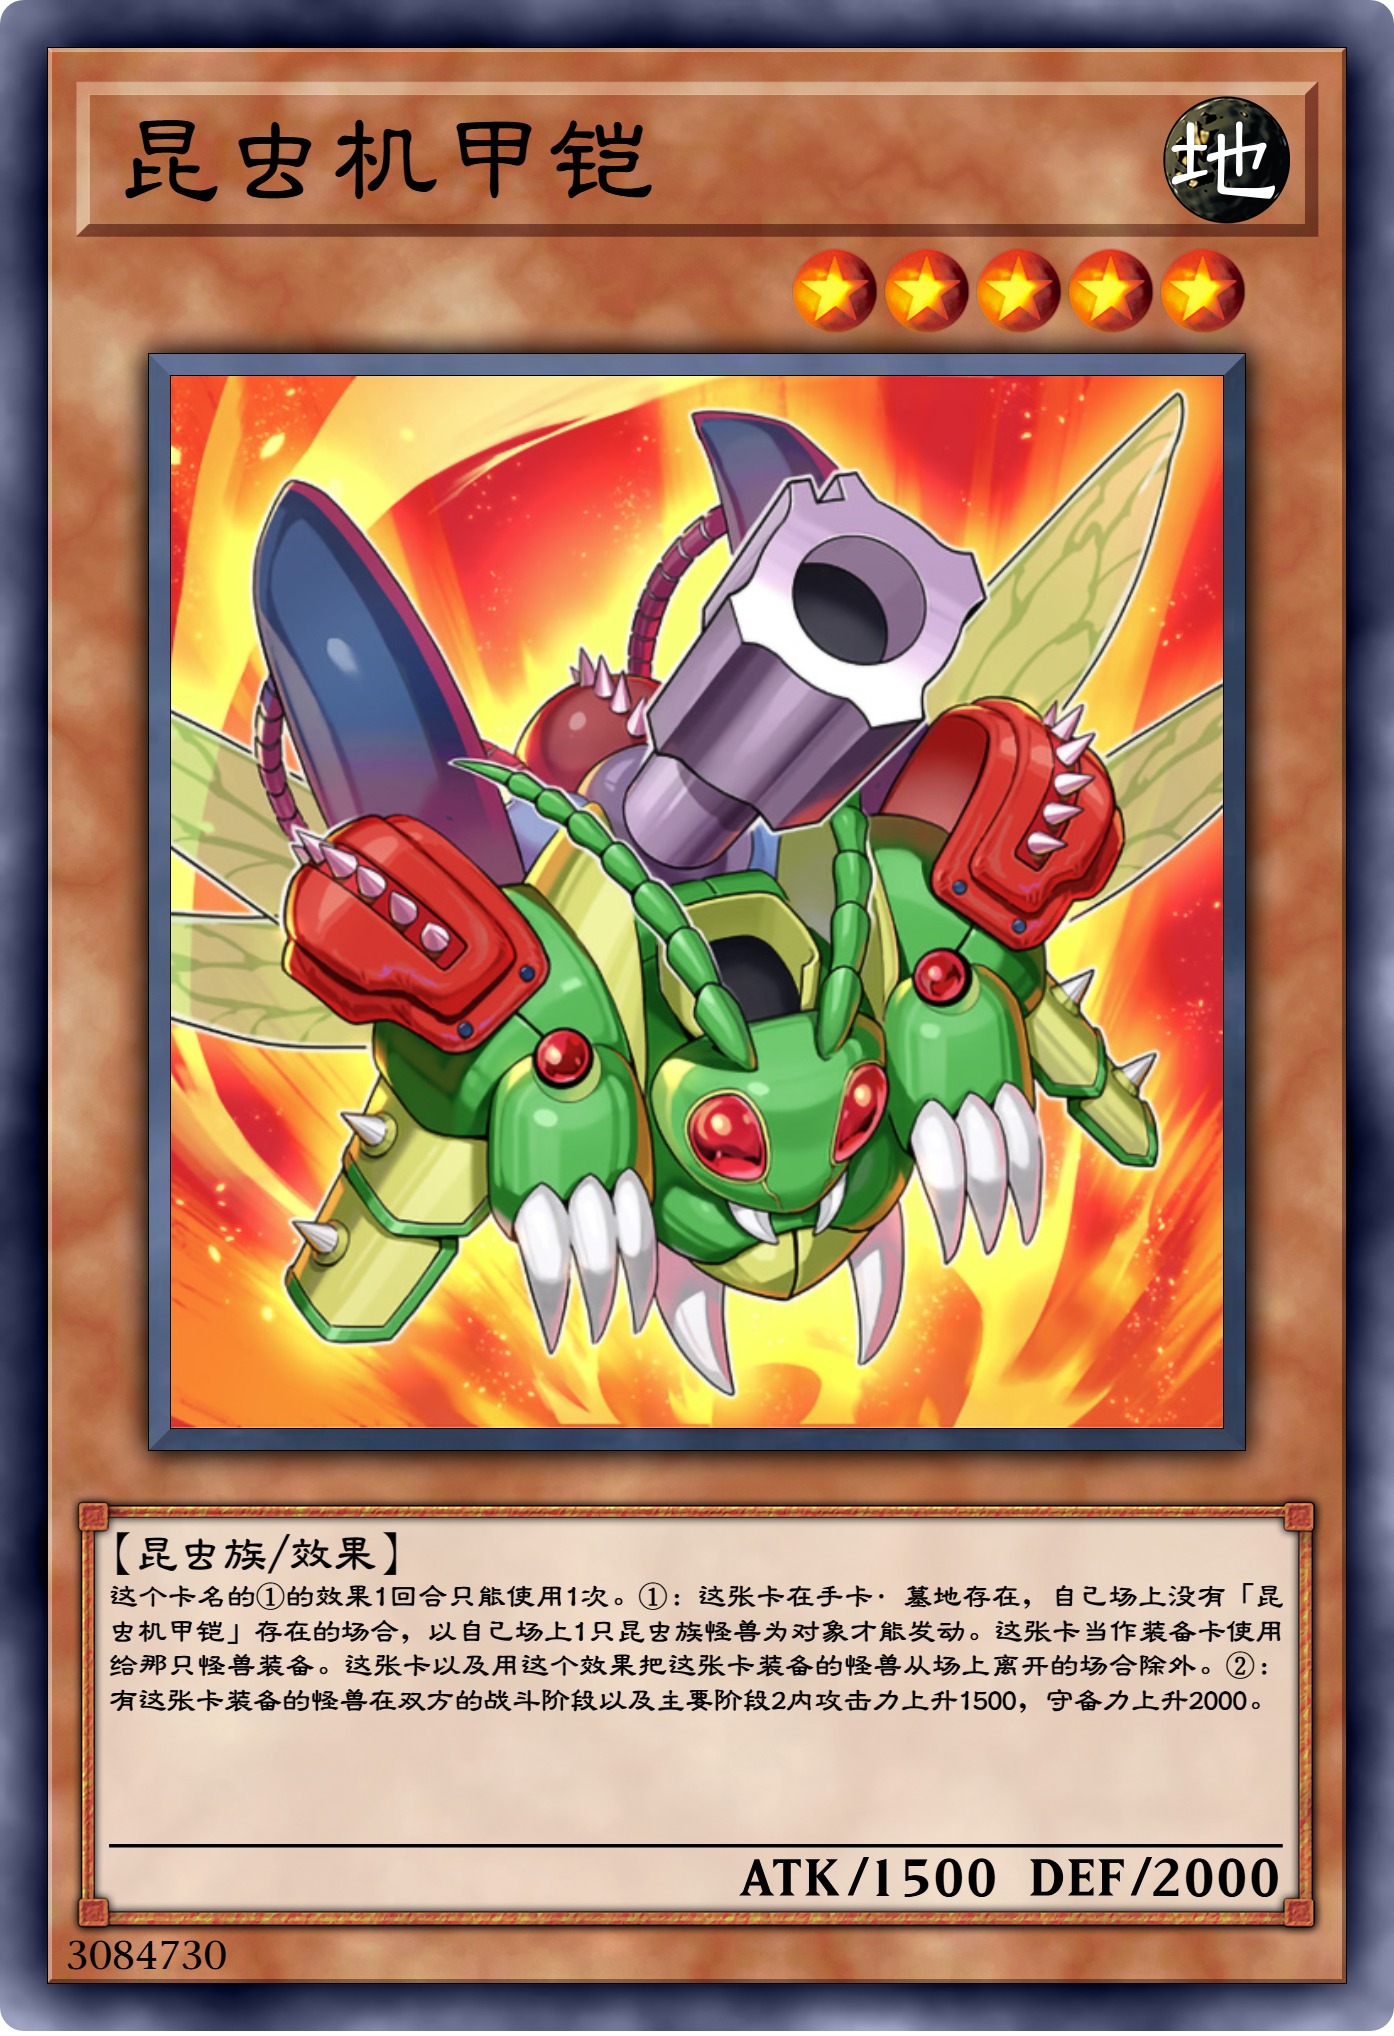 昆虫机甲铠
地
【昆虫族/效果】
这个卡名的①的效果1回合只能使用1次。①：这张卡在手卡·墓地存在，自己场上没有「昆
虫机甲铠」存在的场合，以自己场上1只昆虫族怪兽为对象才能发动。这张卡当作装备卡使用
给那只怪兽装备。这张卡以及用这个效果把这张卡装备的怪兽从场上离开的场合除外。②：
有这张卡装备的怪兽在双方的战斗阶段以及主要阶段2内攻击力上升1500，守备力上升2000。
ATK/1500 DEF/2000
3084730